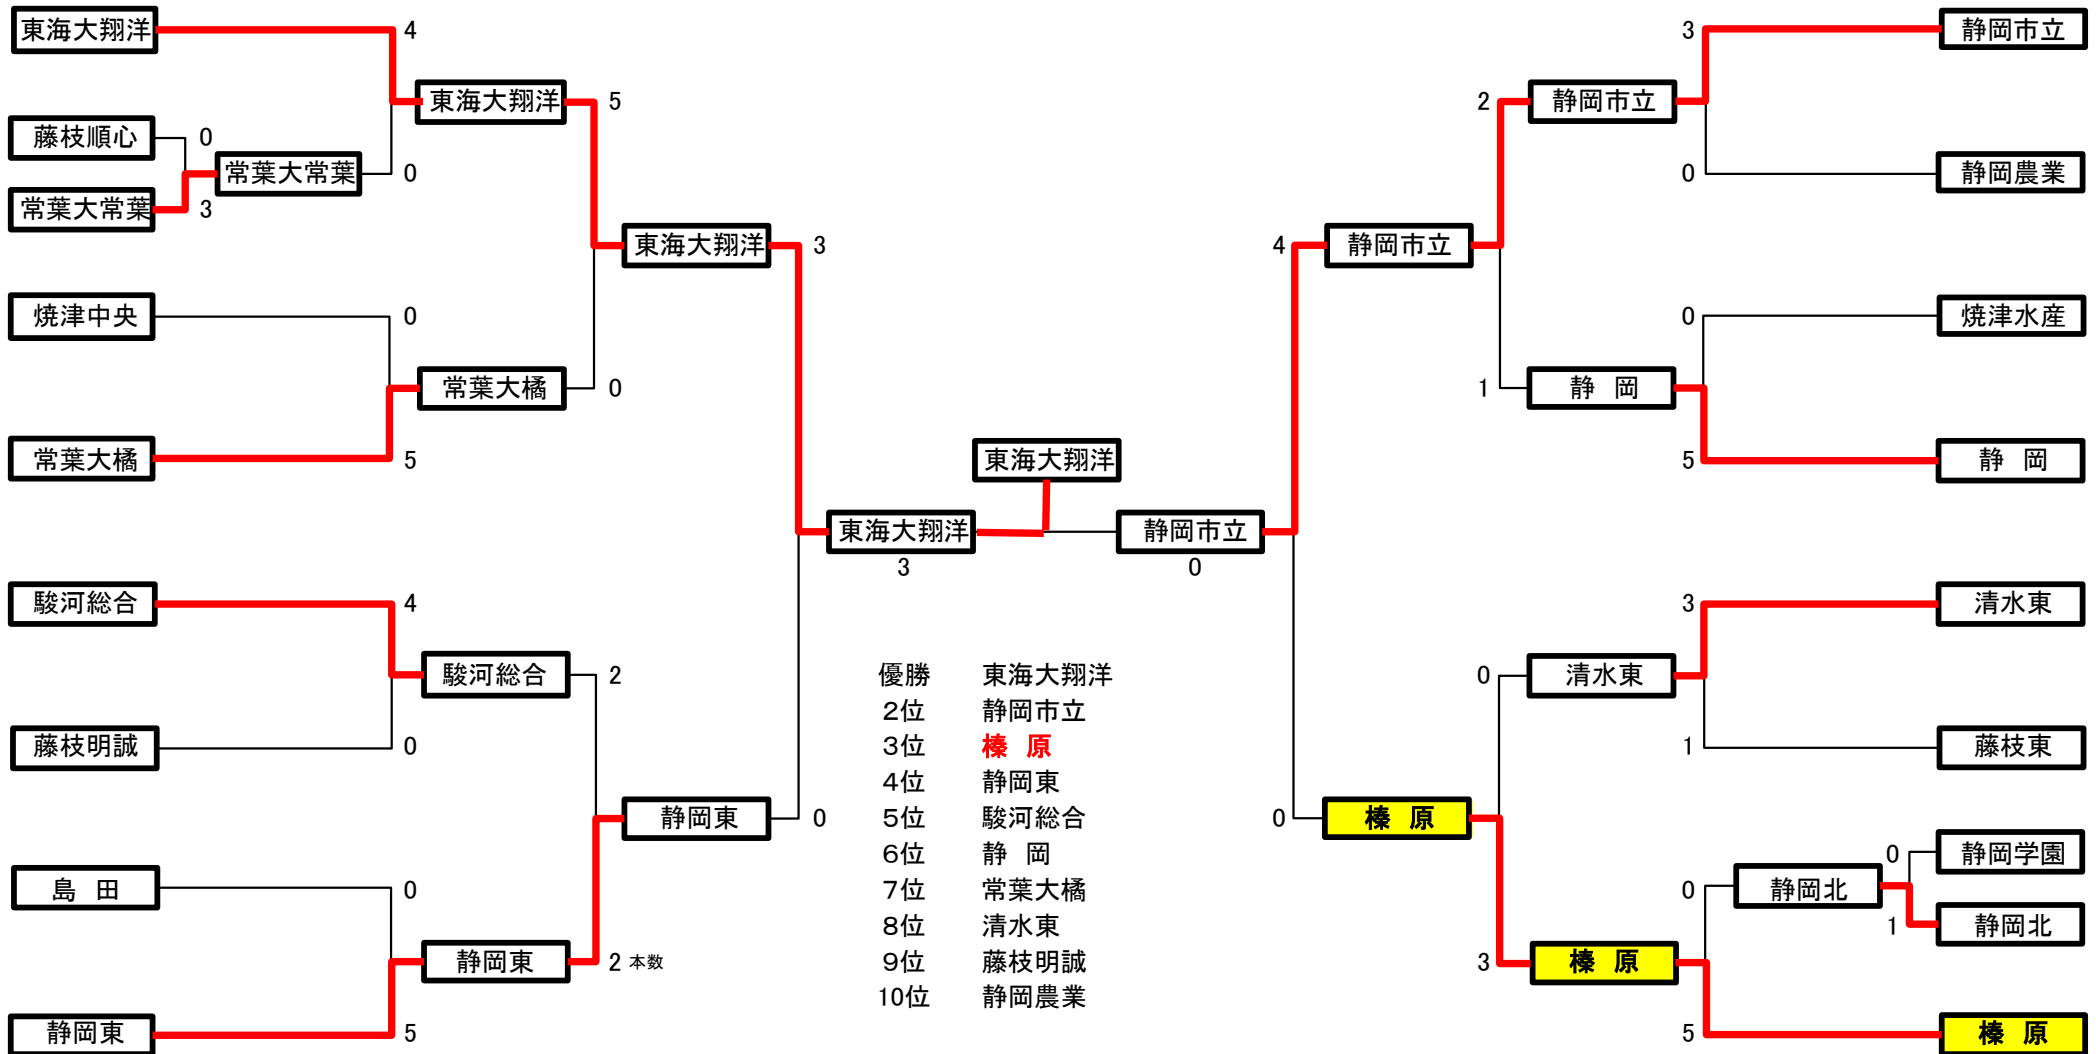 東海大翔洋
4
3
静岡市立
東海大翔洋
5
2
静岡市立
藤枝順心
0
常葉大常葉
0
0
静岡農業
常葉大常葉
3
東海大翔洋
3
4
静岡市立
焼津中央
0
0
焼津水産
常葉大橘
0
1
静 岡
常葉大橘
5
東海大翔洋
5
静 岡
東海大翔洋
静岡市立
3
0
駿河総合
4
3
清水東
駿河総合
2
0
清水東
藤枝明誠
0
1
藤枝東
静岡東
0
0
榛 原
島 田
0
0
静岡北
0
静岡学園
1
静岡北
静岡東
2 本数
3
榛 原
静岡東
5
5
榛 原
優勝 東海大翔洋
2位 静岡市立
3位 榛 原
4位 静岡東
5位 駿河総合
6位 静 岡
7位 常葉大橘
8位 清水東
9位 藤枝明誠
10位 静岡農業